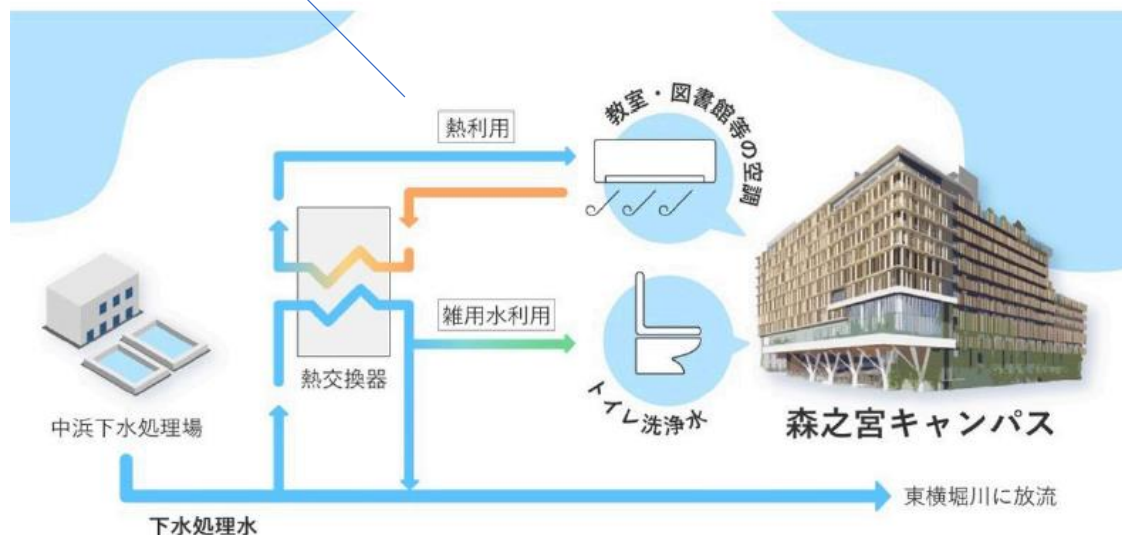 熱利用
教室・図書館等の空調
雑用水利用
熱交換器
トイレ洗浄水
中浜下水処理場
森之宮キャンパス
下水処理水
東横堀川に放流